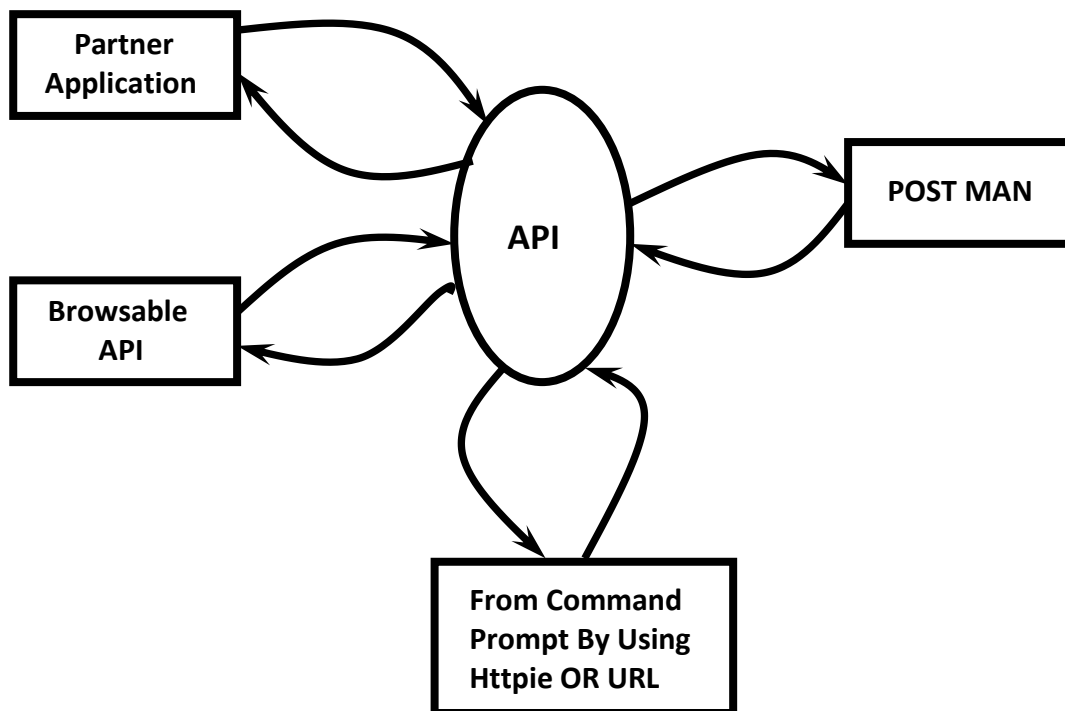 Partner
Application
API
POST MAN
Browsable
API
From Command
Prompt By Using
Httpie OR URL